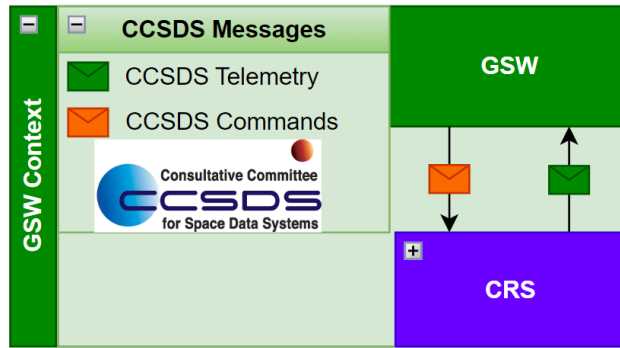 GSW Context
CCSDS Messages
CCSDS Telemetry
CCSDS Commands
Consultative Committee
CCSDS
for Space Data Systems
GSW
CRS